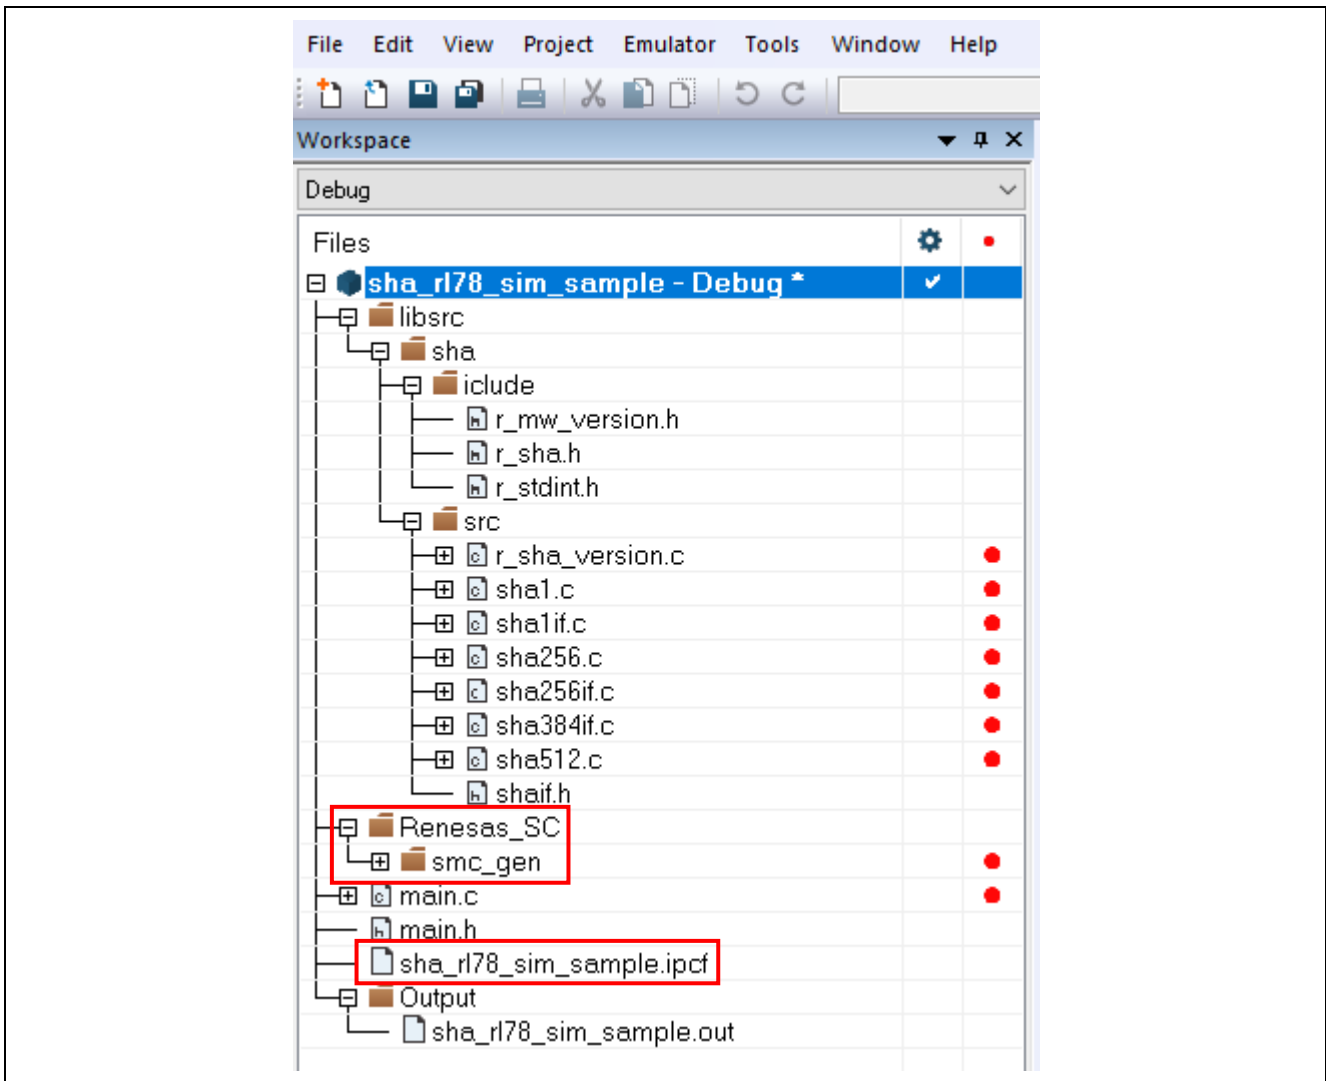 File Edit View Project Emulator Tools Window Help
Workspace
Debug
Files
sha_rl78_sim_sample - Debug *
libsrc
sha
iclude
r_mw_version.h
r_sha.h
r_stdint.h
src
r_sha_version.c
sha1.c
sha1if.c
sha256.c
sha256if.c
sha384if.c
sha512.c
shaif.h
Renesas_SC
smc_gen
main.c
main.h
sha_rl78_sim_sample.ipcf
Output
sha_rl78_sim_sample.out